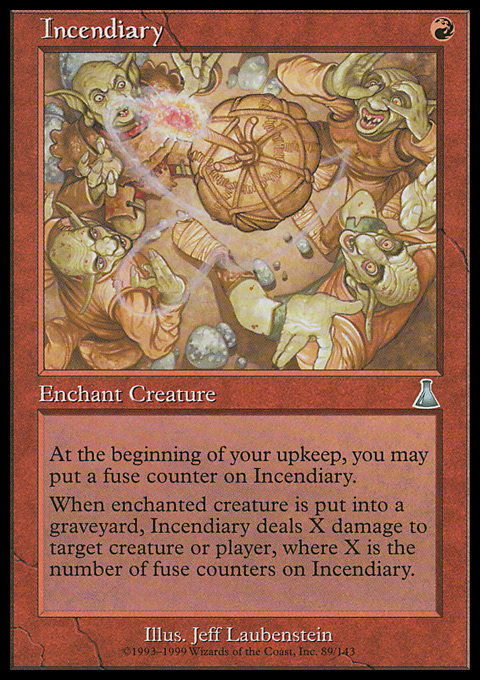 Incendiary
Enchant Creature
At the beginning of your upkeep, you may
put a fuse counter on Incendiary.
When enchanted creature is put into a
graveyard, Incendiary deals X damage to
target creature or player, where X is the
number of fuse counters on Incendiary.
Illus. Jeff Laubenstein
©1993–1999 Wizards of the Coast, Inc. 89/143